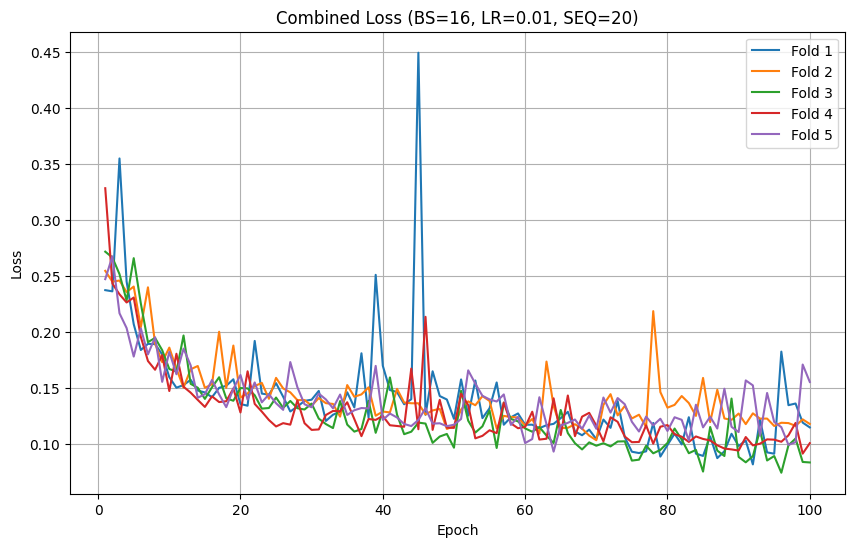 Combined Loss (BS=16, LR=0.01, SEQ=20)
Fold 1
Fold 2
Fold 3
Fold 4
Fold 5
Loss
0.45
0.40
0.35
0.30
0.25
0.20
0.15
0.10
0
20
40
60
80
100
Epoch